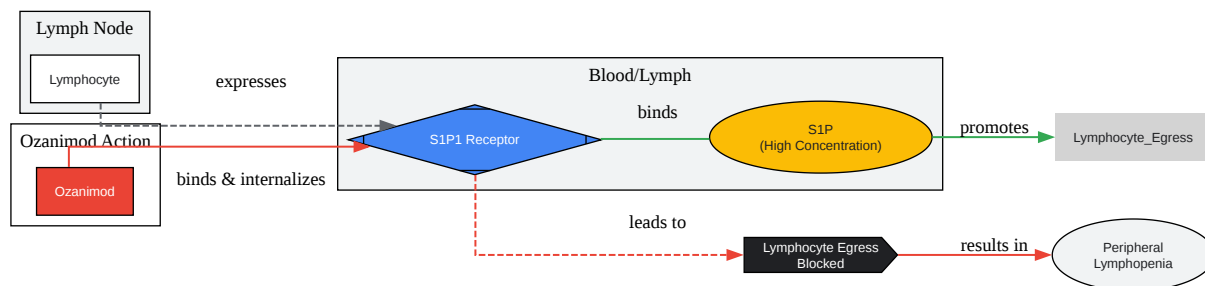 Lymph Node
Lymphocyte
expresses
Blood/Lymph
binds
S1P1 Receptor
S1P
(High Concentration)
promotes
Lymphocyte_Egress
Ozanimod Action
Ozanimod
binds & internalizes
leads to
Lymphocyte Egress
Blocked
results in
Peripheral
Lymphopenia